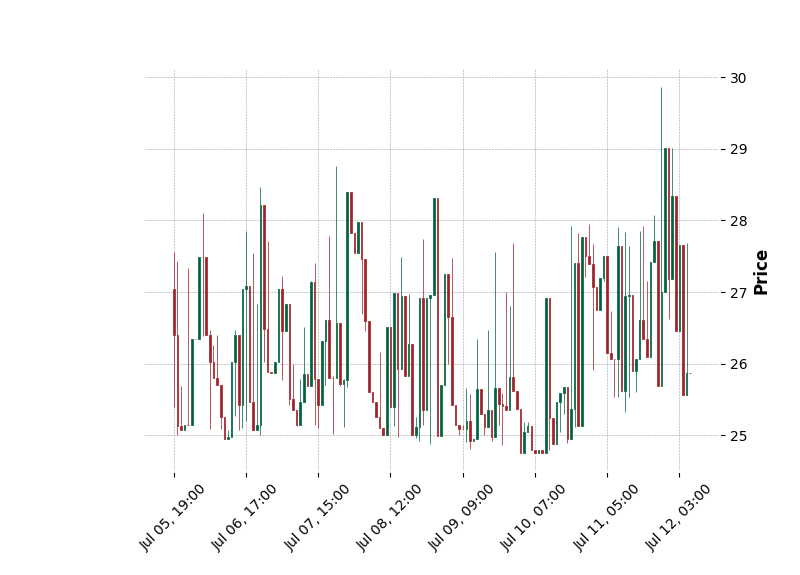 30
29
28
27
26
25
Price
Jul 05, 19:00
Jul 06, 17:00
Jul 07, 15:00
Jul 08, 12:00
Jul 09, 09:00
Jul 10, 07:00
Jul 11, 05:00
Jul 12, 03:00